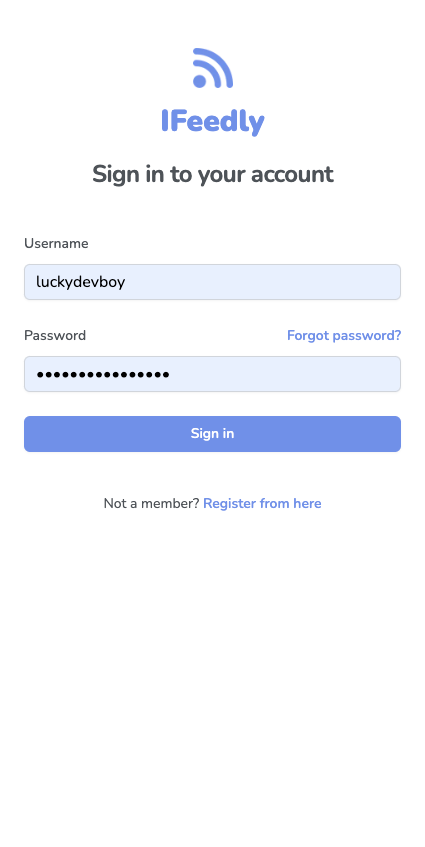 IFeedly
Sign in to your account
Username
luckydevboy
Password Forgot password?
••••••••••••••••
Sign in
Not a member? Register from here